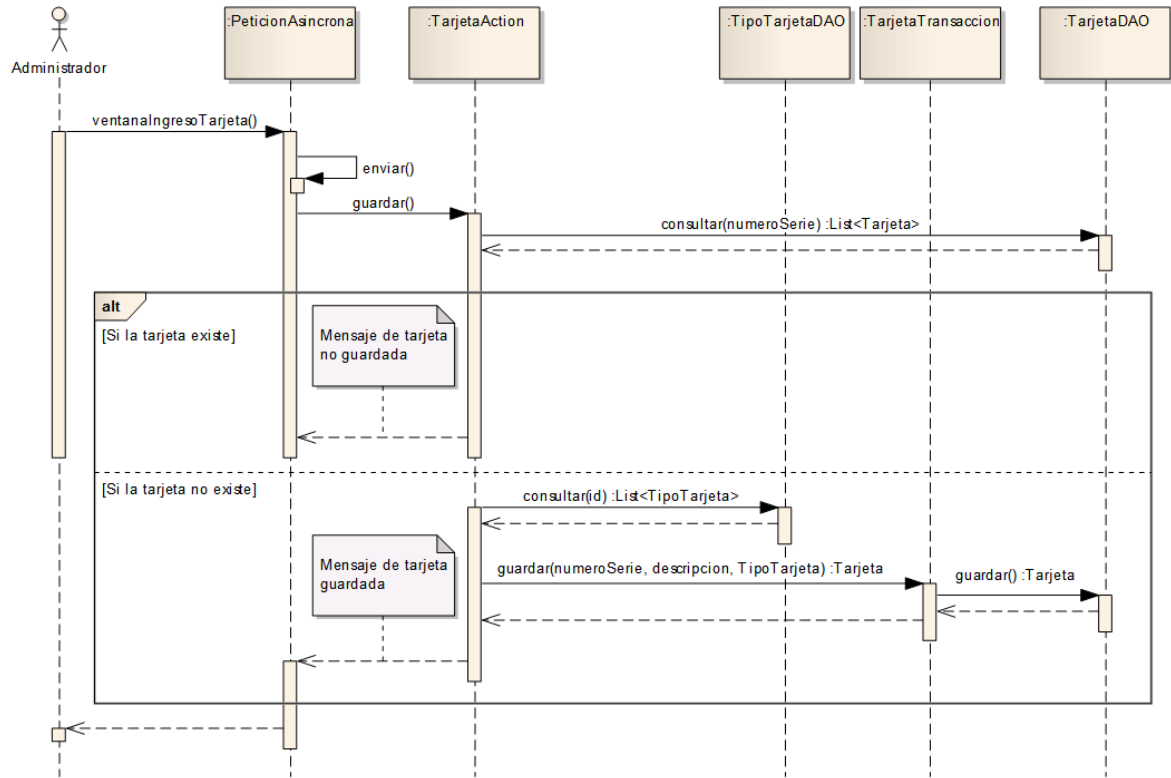 :PeticionAsincrona
:TarjetaAction
:TipoTarjetaDAO
:TarjetaTransaccion
:TarjetaDAO
Administrador
ventanaIngresoTarjeta()
enviar()
guardar()
consultar(numeroSerie) :List<Tarjeta>
alt
[Si la tarjeta existe]
Mensaje de tarjeta
no guardada
[Si la tarjeta no existe]
consultar(id) :List<TipoTarjeta>
Mensaje de tarjeta
guardada
guardar(numeroSerie, descripcion, TipoTarjeta) :Tarjeta
guardar() :Tarjeta